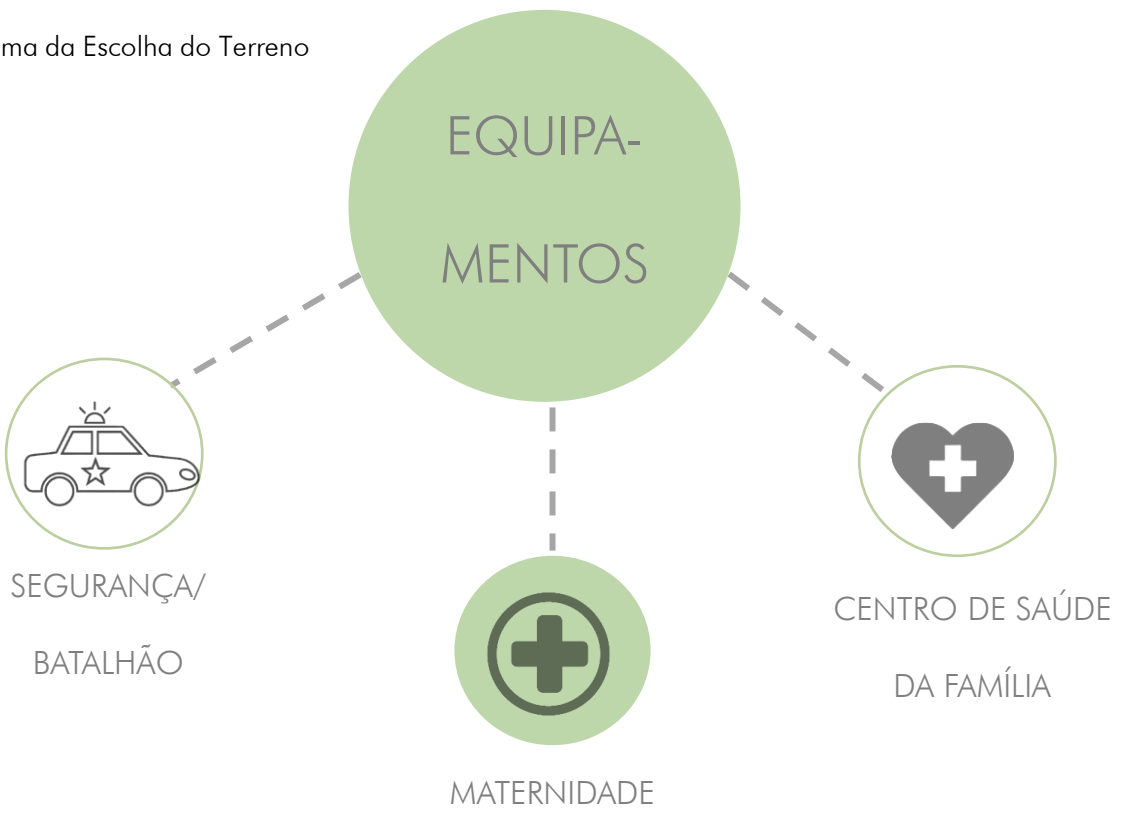 ma da Escolha do Terreno
EQUIPA-
MENTOS
SEGURANÇA/
BATALHÃO
MATERNIDADE
CENTRO DE SAÚDE
DA FAMÍLIA